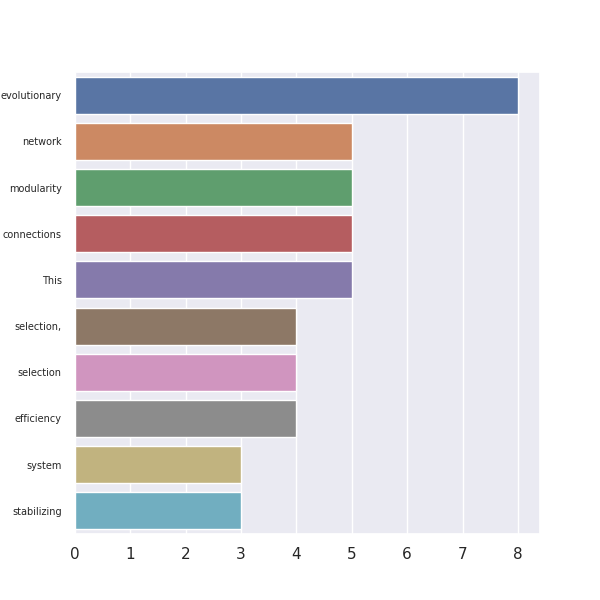 evolutionary
network
modularity
connections
This
selection,
selection
efficiency
system
stabilizing
0 1 2 3 4 5 6 7 8